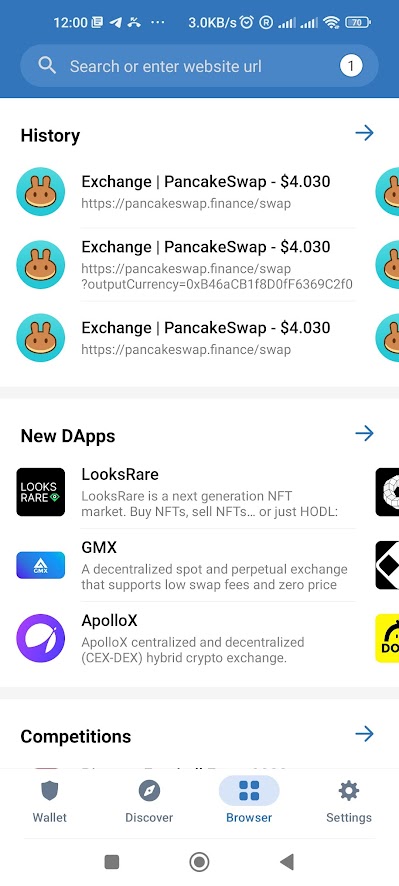 12:00 3.0KB/s 70
Search or enter website url 1
History
Exchange | PancakeSwap - $4.030
https://pancakeswap.finance/swap
Exchange | PancakeSwap - $4.030
https://pancakeswap.finance/swap
?outputCurrency=0xB46aCB1f8D0fF6369C2f0
Exchange | PancakeSwap - $4.030
https://pancakeswap.finance/swap
New DApps
LOOKS
RARE
LooksRare
LooksRare is a next generation NFT
market. Buy NFTs, sell NFTs… or just HODL:
GMX
GMX
A decentralized spot and perpetual exchange
that supports low swap fees and zero price
ApolloX
ApolloX centralized and decentralized
(CEX-DEX) hybrid crypto exchange.
DO
Competitions
Wallet Discover Browser Settings